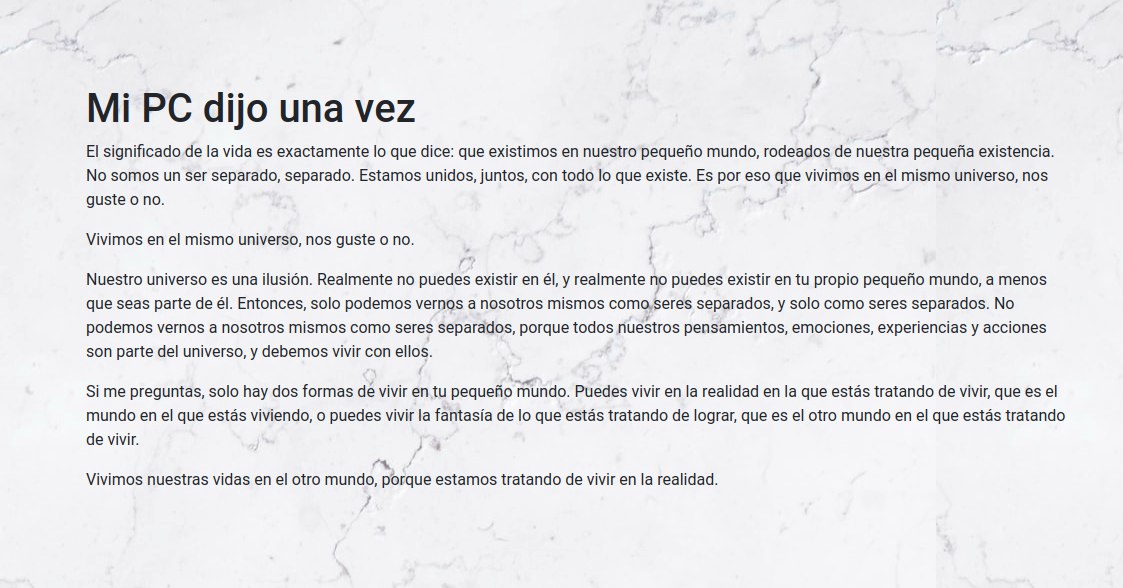 Mi PC dijo una vez
El significado de la vida es exactamente lo que dice: que existimos en nuestro pequeño mundo, rodeados de nuestra pequeña existencia.
No somos un ser separado, separado. Estamos unidos, juntos, con todo lo que existe. Es por eso que vivimos en el mismo universo, nos
guste o no.
Vivimos en el mismo universo, nos guste o no.
Nuestro universo es una ilusión. Realmente no puedes existir en él, y realmente no puedes existir en tu propio pequeño mundo, a menos
que seas parte de él. Entonces, solo podemos vernos a nosotros mismos como seres separados, y solo como seres separados. No
podemos vernos a nosotros mismos como seres separados, porque todos nuestros pensamientos, emociones, experiencias y acciones
son parte del universo, y debemos vivir con ellos.
Si me preguntas, solo hay dos formas de vivir en tu pequeño mundo. Puedes vivir en la realidad en la que estás tratando de vivir, que es el
mundo en el que estás viviendo, o puedes vivir la fantasía de lo que estás tratando de lograr, que es el otro mundo en el que estás tratando
de vivir.
Vivimos nuestras vidas en el otro mundo, porque estamos tratando de vivir en la realidad.